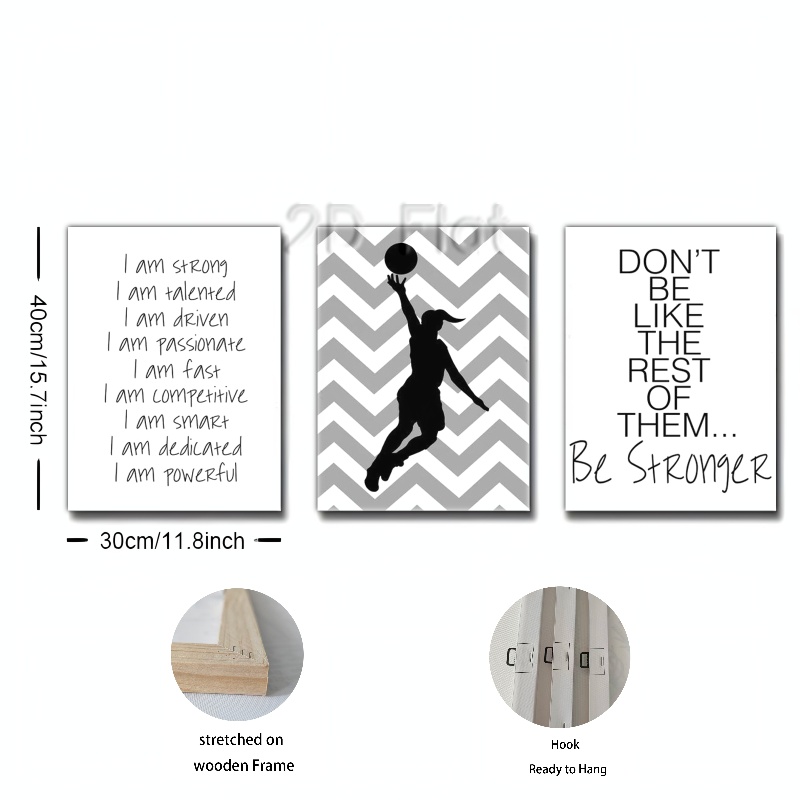 2D Flat
I am strong
I am talented
I am driven
I am passionate
I am fast
I am competitive
I am smart
I am dedicated
I am powerful
DON'T
BE
LIKE
THE
REST
OF
THEM...
Be Stronger
40cm/15.7inch
30cm/11.8inch
stretched on
wooden Frame
Hook
Ready to Hang